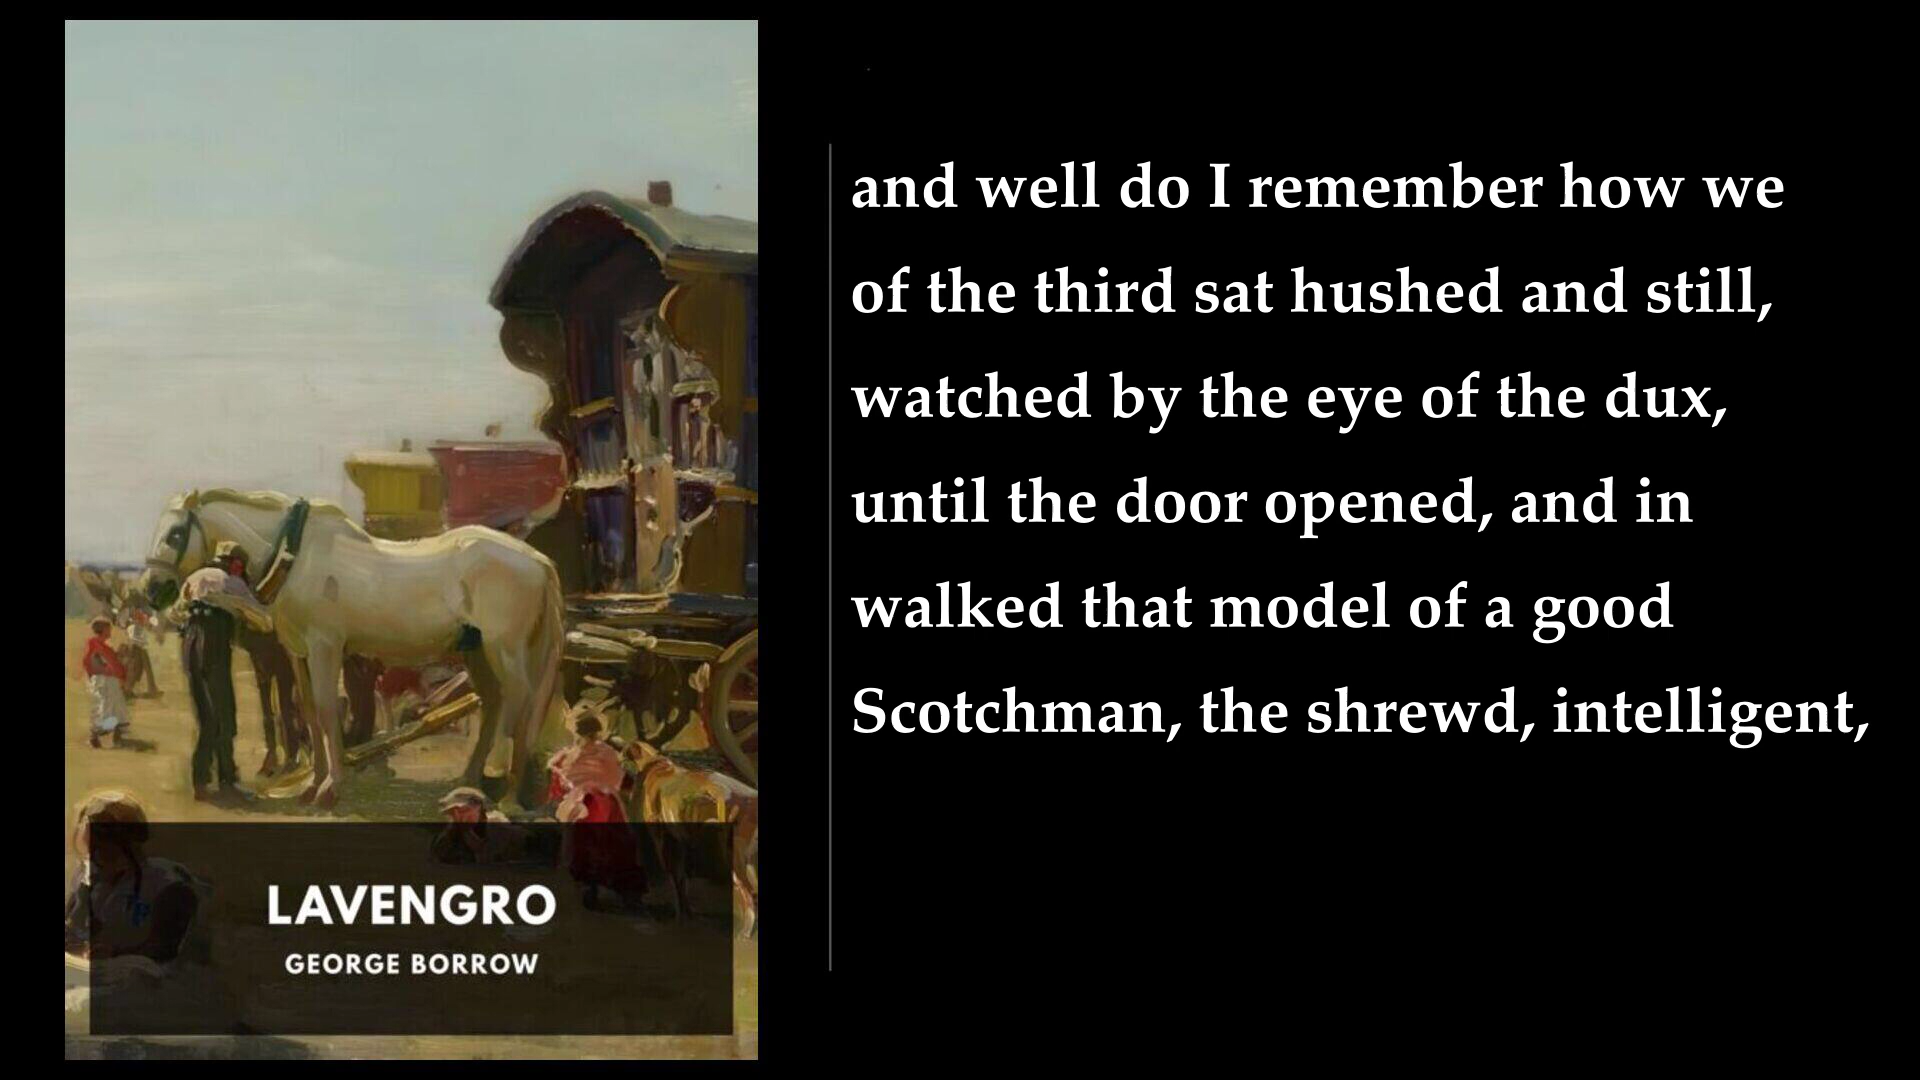 and well do I remember how we
of the third sat hushed and still,
watched by the eye of the dux,
until the door opened, and in
walked that model of a good
Scotchman, the shrewd, intelligent,
LAVENGRO
GEORGE BORROW